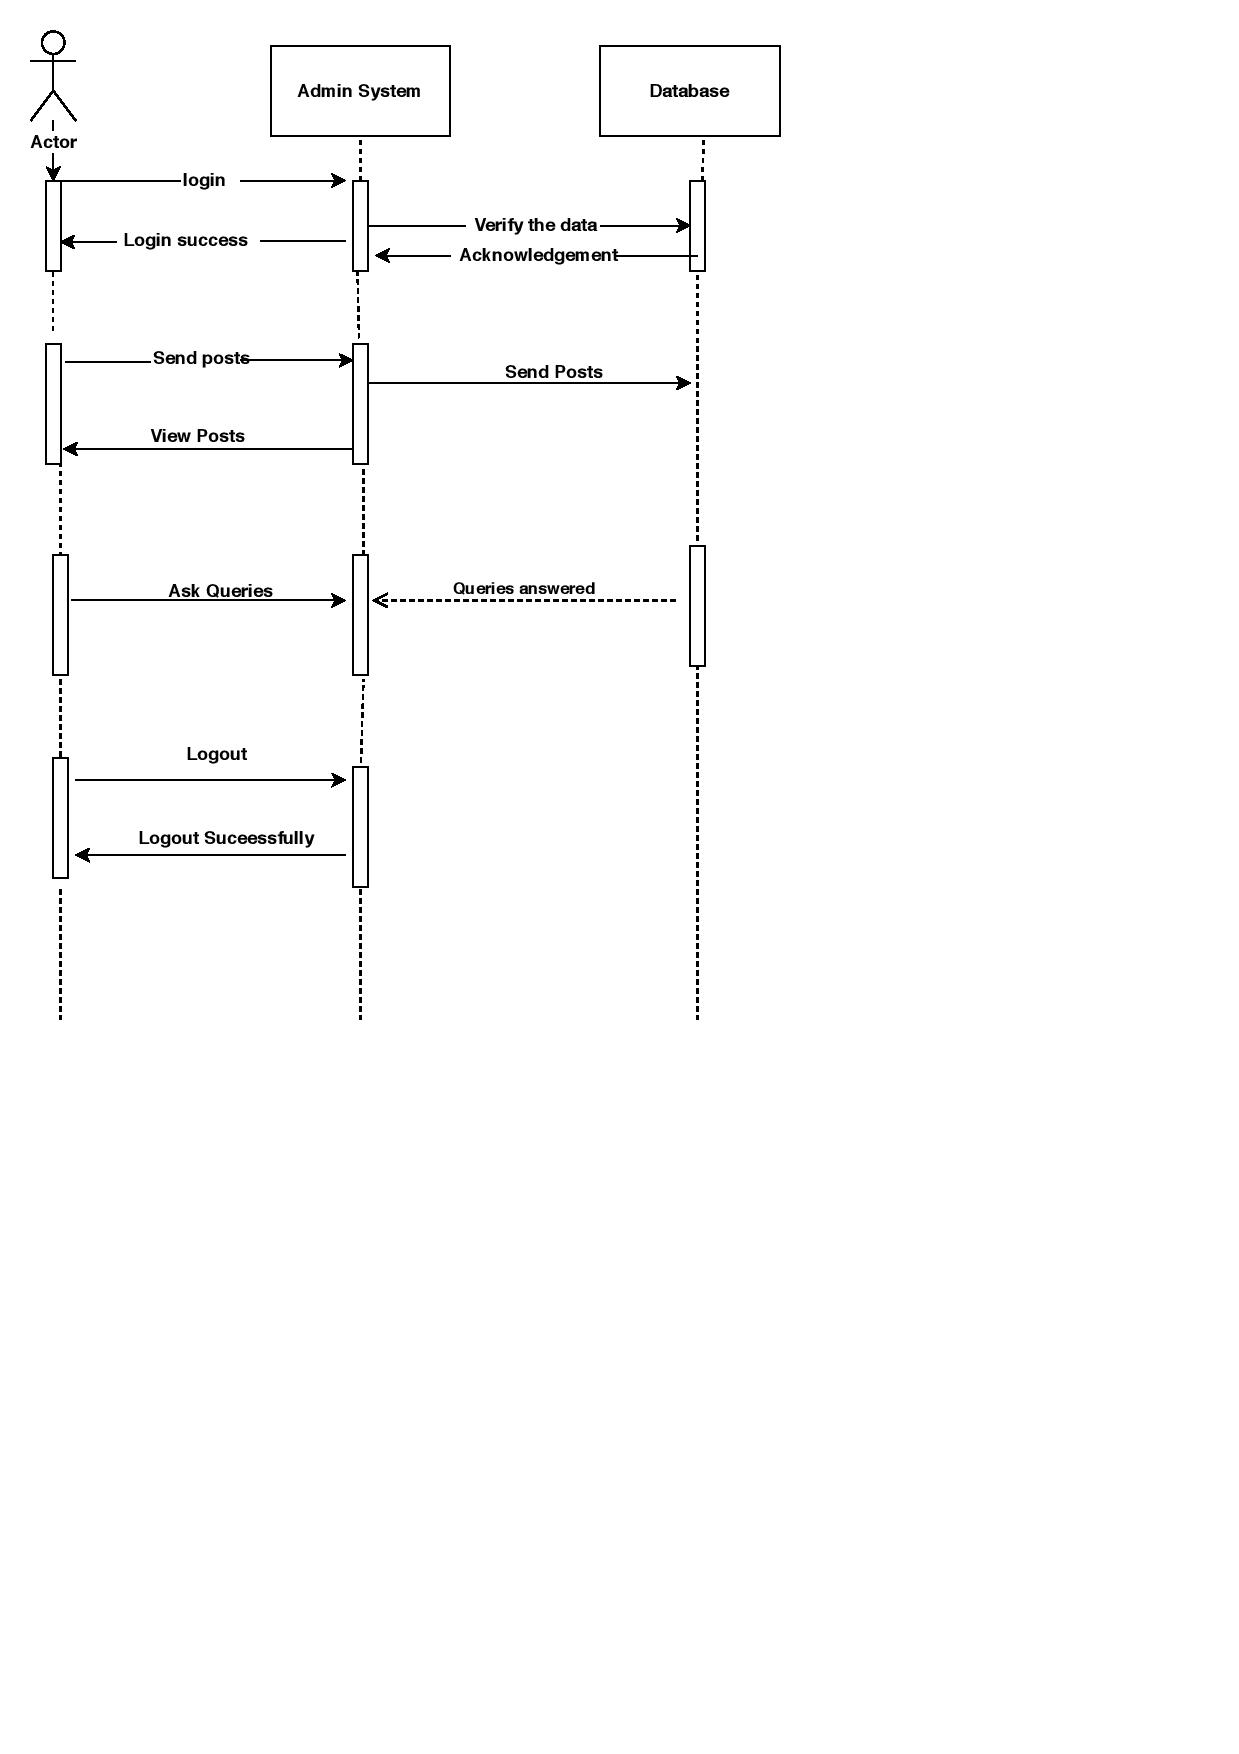 Admin System
Database
Actor
login
Verify the data
Login success
Acknowledgement
Send posts
Send Posts
View Posts
Ask Queries
Queries answered
Logout
Logout Suceessfully